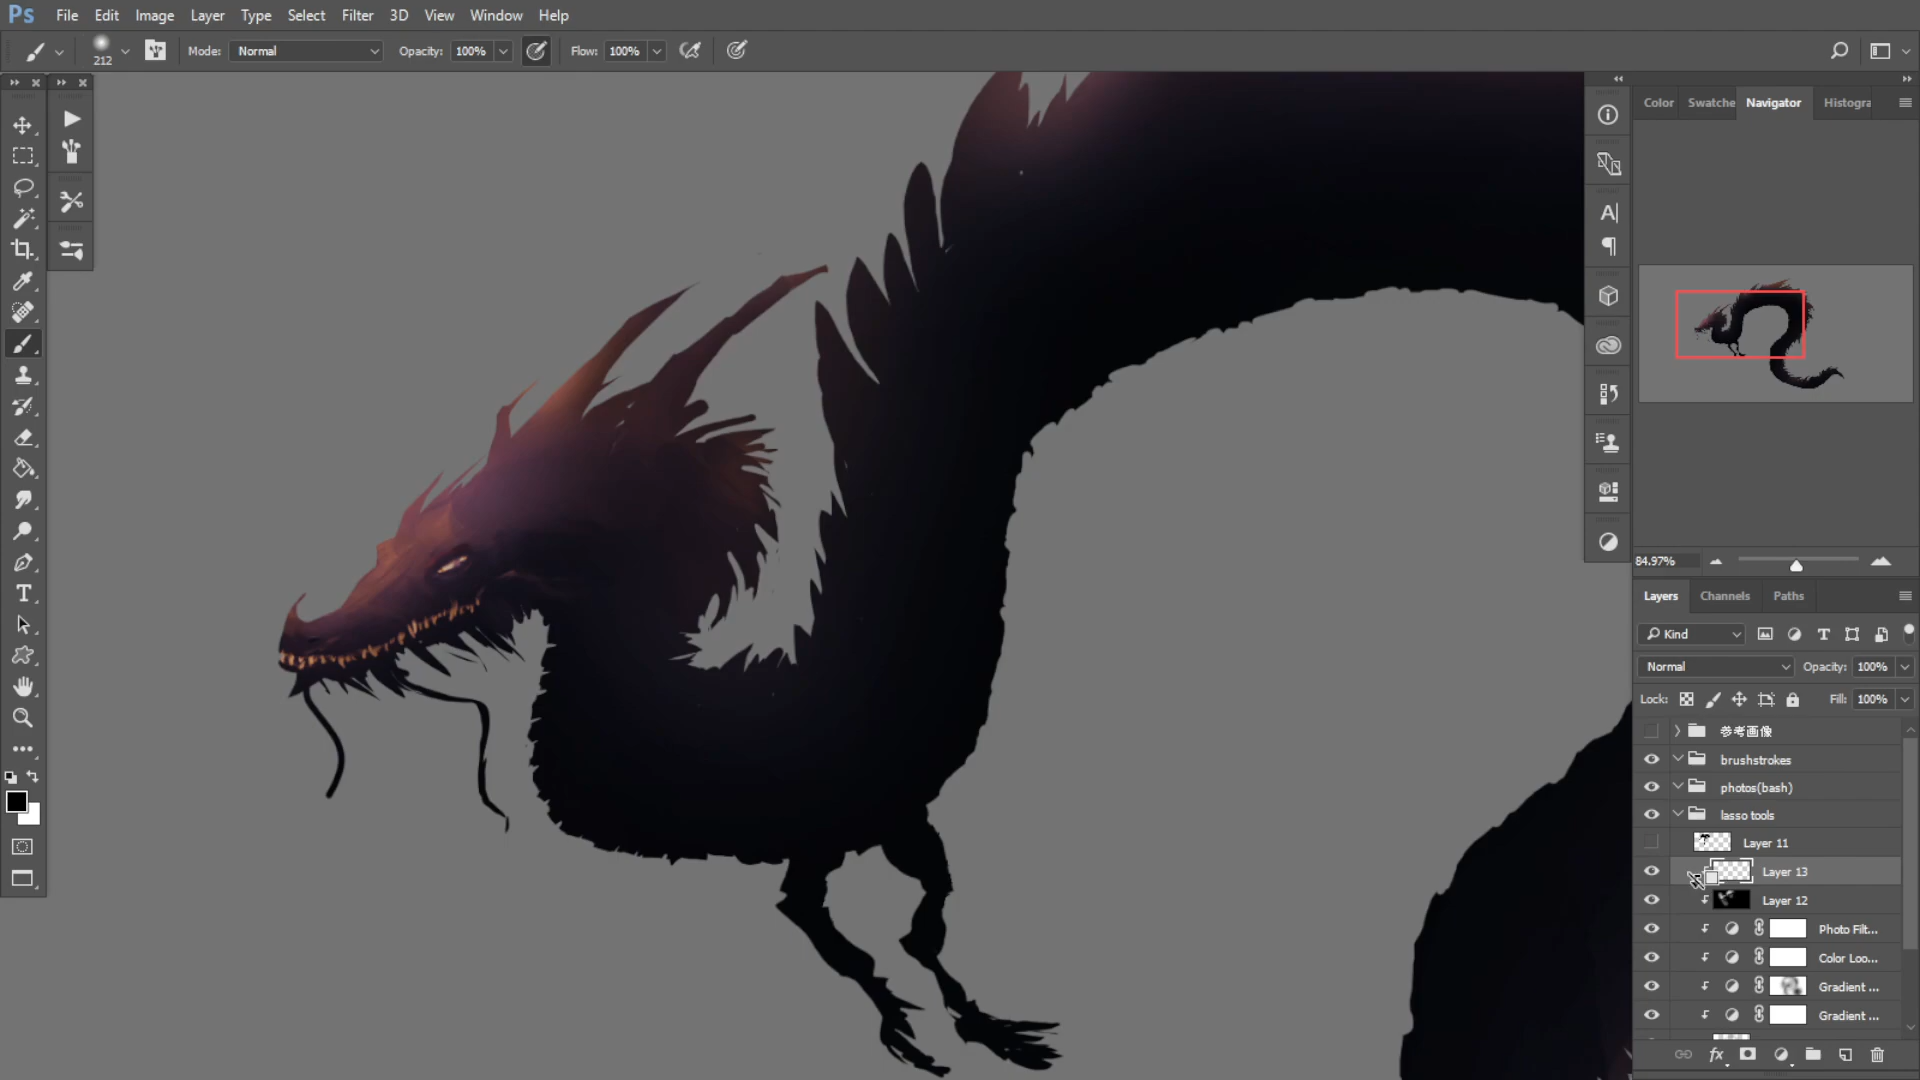 Ps File Edit Image Layer Type Select Filter 3D View Window Help
212 Mode: Normal Opacity: 100% Flow: 100%
Color Swatche Navigator Histogra
84.97%
Layers Channels Paths
Kind
Normal Opacity: 100%
Lock: Fill: 100%
参考画像
brushstrokes
photos(bash)
lasso tools
Layer 11
Layer 13
Layer 12
Photo Filt...
Color Loo...
Gradient ...
Gradient ...
fx